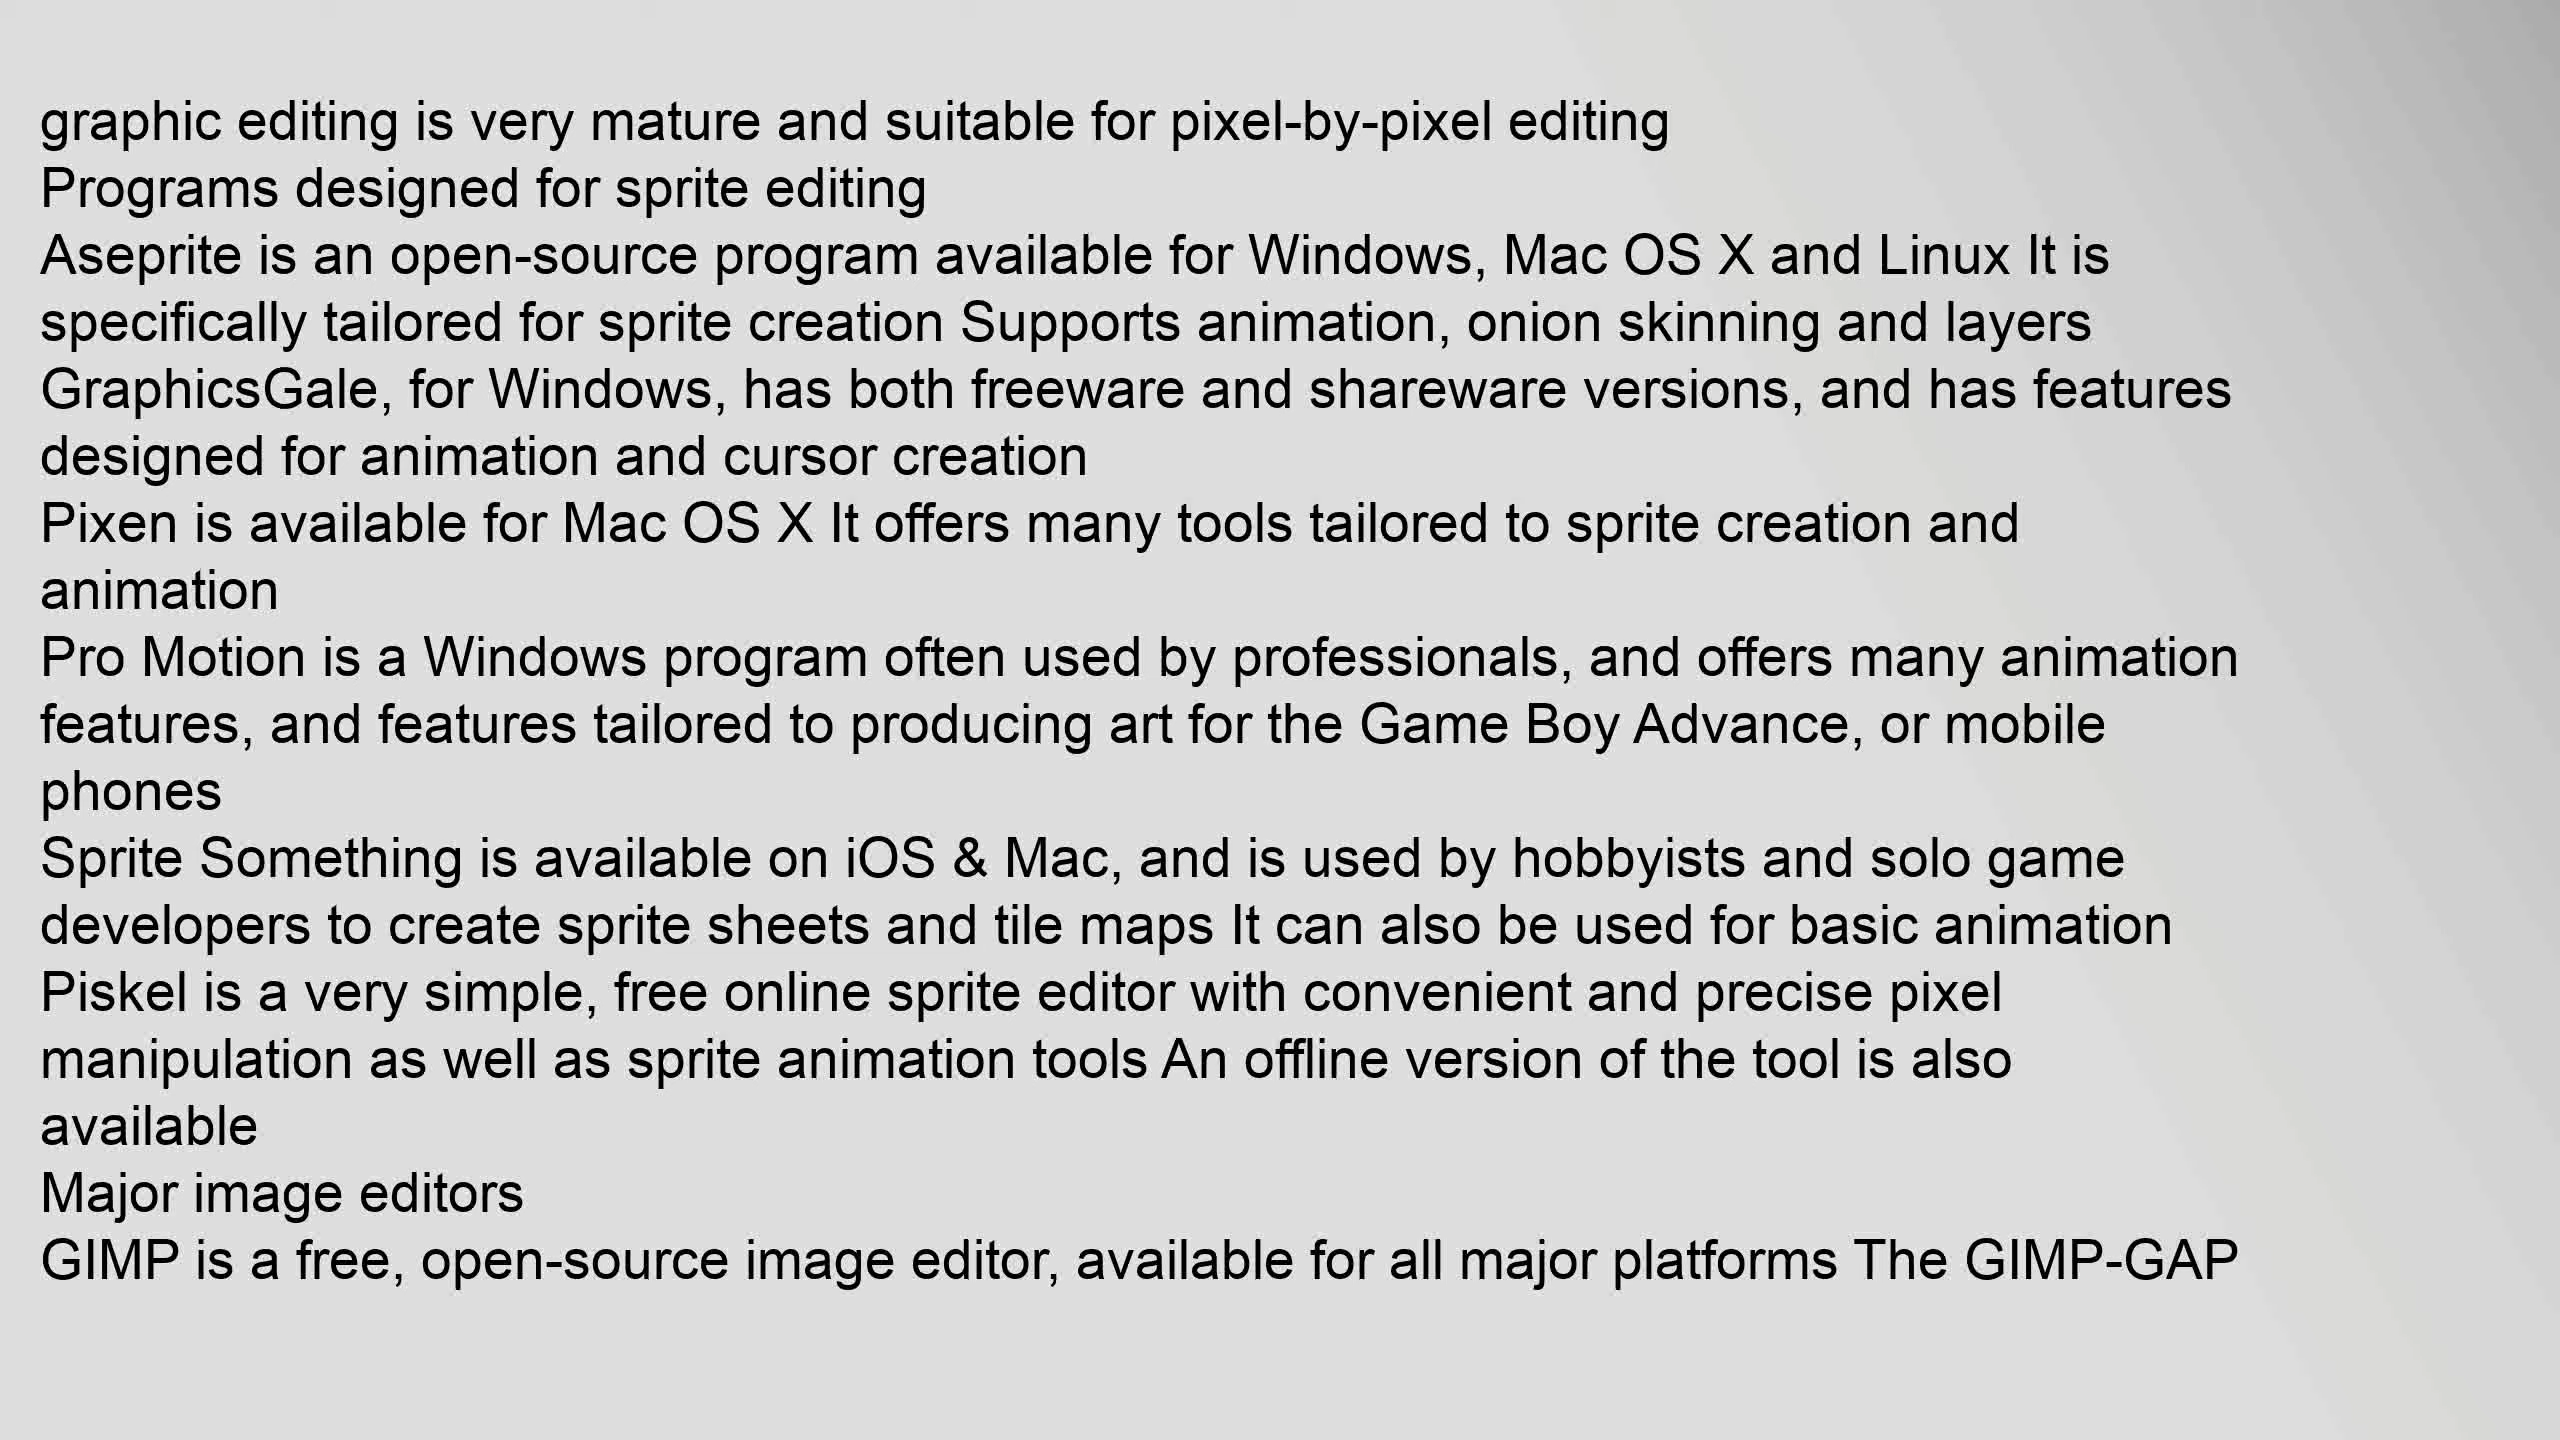 graphic editing is very mature and suitable for pixel-by-pixel editing
Programs designed for sprite editing
Aseprite is an open-source program available for Windows, Mac OS X and Linux It is
specifically tailored for sprite creation Supports animation, onion skinning and layers
GraphicsGale, for Windows, has both freeware and shareware versions, and has features
designed for animation and cursor creation
Pixen is available for Mac OS X It offers many tools tailored to sprite creation and
animation
Pro Motion is a Windows program often used by professionals, and offers many animation
features, and features tailored to producing art for the Game Boy Advance, or mobile
phones
Sprite Something is available on iOS & Mac, and is used by hobbyists and solo game
developers to create sprite sheets and tile maps It can also be used for basic animation
Piskel is a very simple, free online sprite editor with convenient and precise pixel
manipulation as well as sprite animation tools An offline version of the tool is also
available
Major image editors
GIMP is a free, open-source image editor, available for all major platforms The GIMP-GAP